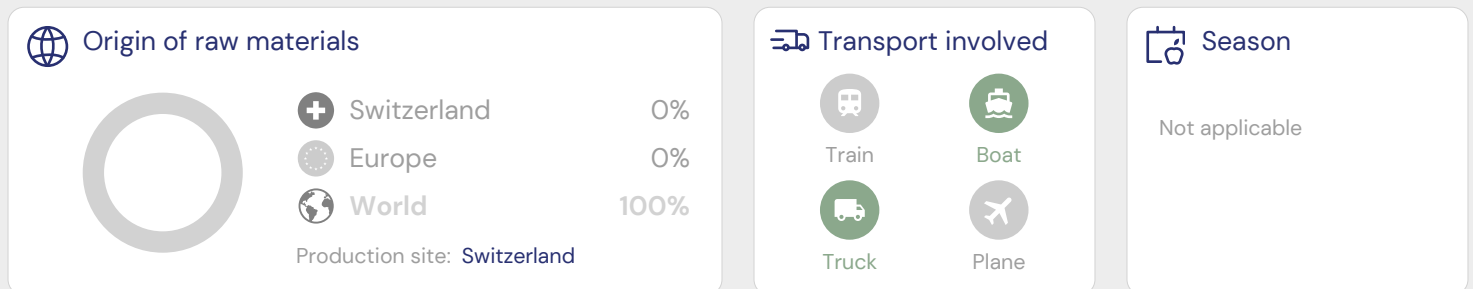 Origin of raw materials
Switzerland 0%
Europe 0%
World 100%
Production site: Switzerland
Transport involved
Train Boat
Truck Plane
Season
Not applicable